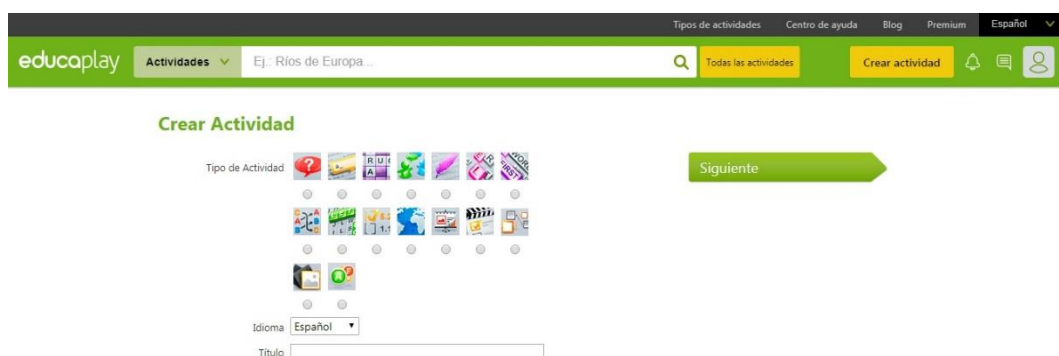 Tipos de actividades Centro de ayuda Blog Premium Español
educaplay Actividades Ej.: Ríos de Europa... Todas las actividades Crear actividad
Crear Actividad
Tipo de Actividad
Siguiente
Idioma Español
Título